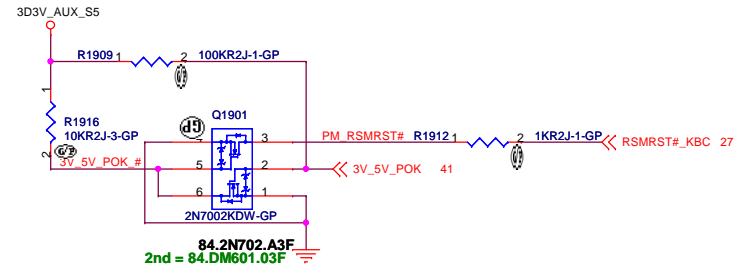 3D3V_AUX_S5
R1909 1 2 100KR2J-1-GP
1
R1916
10KR2J-3-GP
2
Q1901
GP
4 3 PM_RSMRST# R1912 1 2 1KR2J-1-GP RSMRST#_KBC 27
3V_5V_POK_# 5 2 3V_5V_POK 41
6 1
2N7002KDW-GP
84.2N702.A3F
2nd = 84.DM601.03F